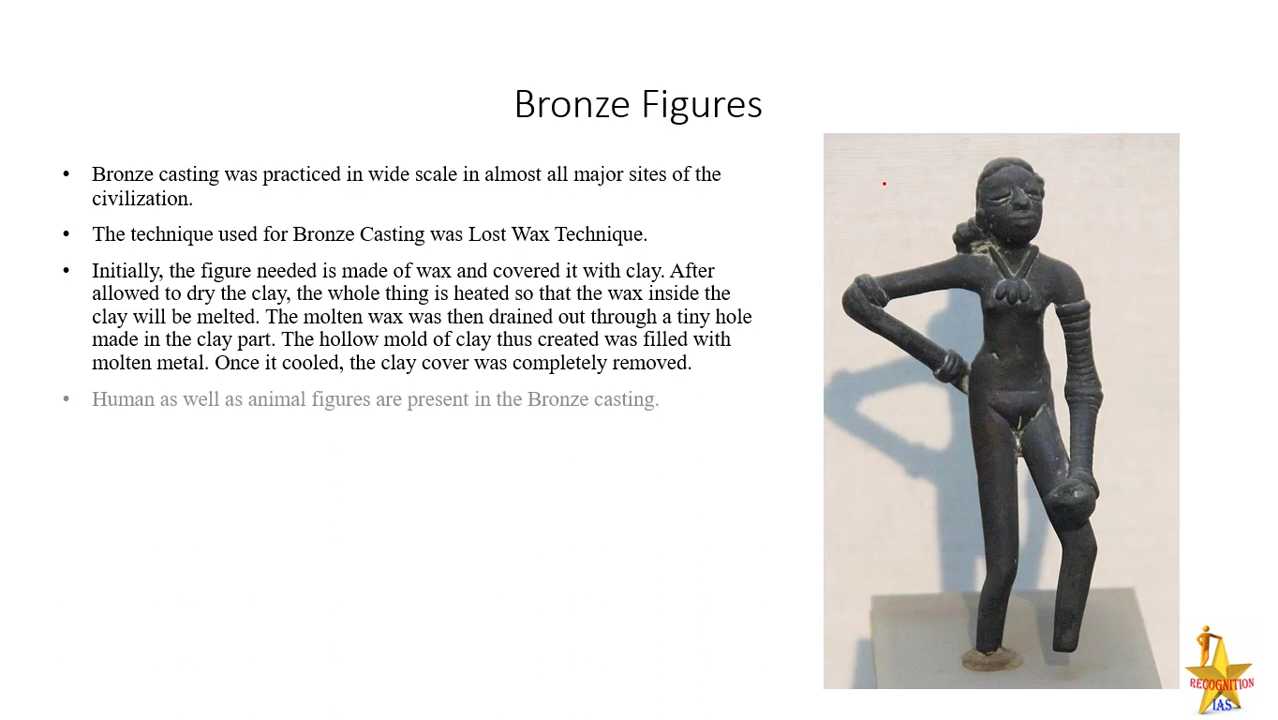 Bronze Figures
• Bronze casting was practiced in wide scale in almost all major sites of the
civilization.
• The technique used for Bronze Casting was Lost Wax Technique.
• Initially, the figure needed is made of wax and covered it with clay. After
allowed to dry the clay, the whole thing is heated so that the wax inside the
clay will be melted. The molten wax was then drained out through a tiny hole
made in the clay part. The hollow mold of clay thus created was filled with
molten metal. Once it cooled, the clay cover was completely removed.
• Human as well as animal figures are present in the Bronze casting.
RECOGNITION
IAS